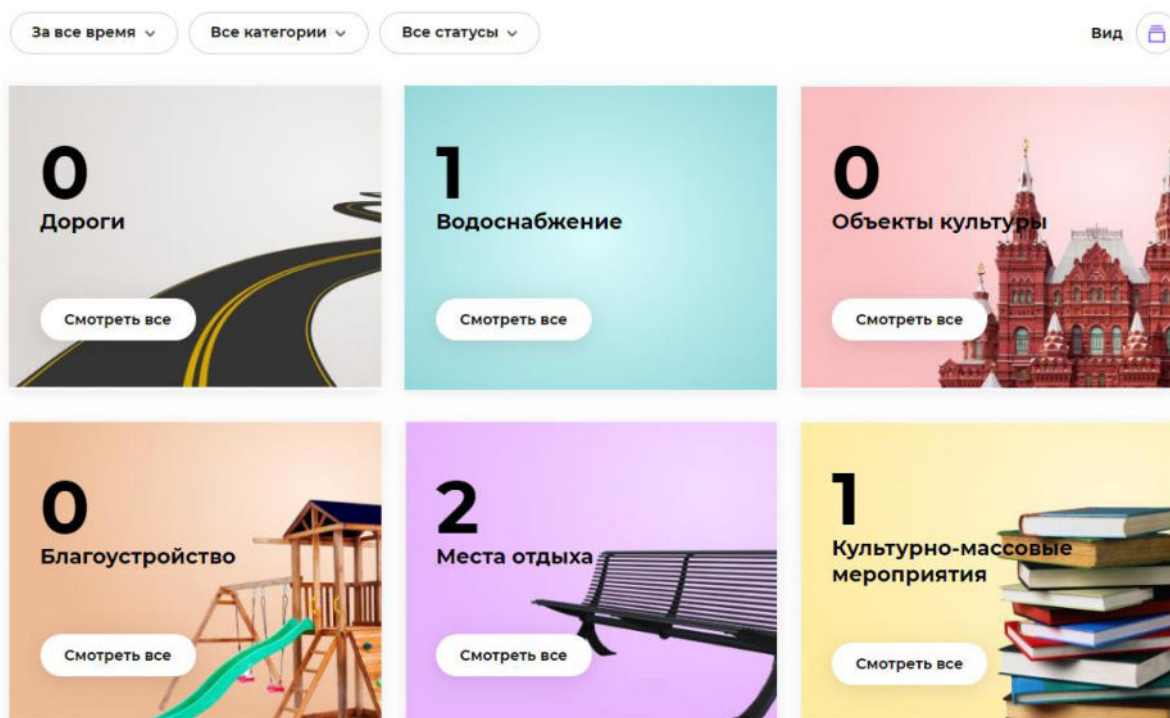 За все время
Все категории
Все статусы
Вид
0
Дороги
Смотреть все
1
Водоснабжение
Смотреть все
0
Объекты культуры
Смотреть все
0
Благоустройство
Смотреть все
2
Места отдыха
Смотреть все
1
Культурно-массовые
мероприятия
Смотреть все